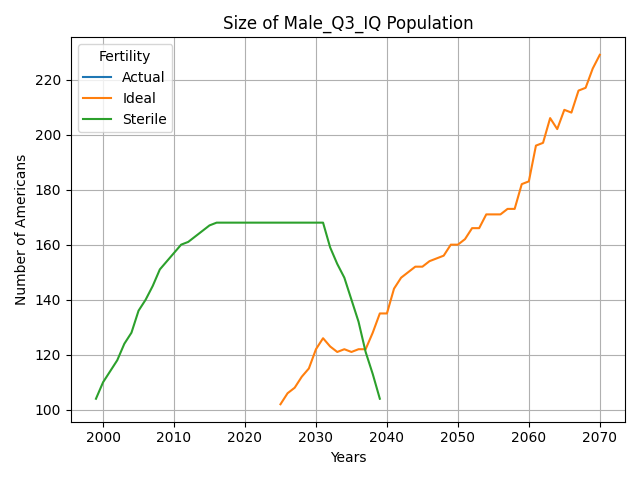 Size of Male_Q3_IQ Population
Fertility
Actual
Ideal
Sterile
Number of Americans
220
200
180
160
140
120
100
2000 2010 2020 2030 2040 2050 2060 2070
Years